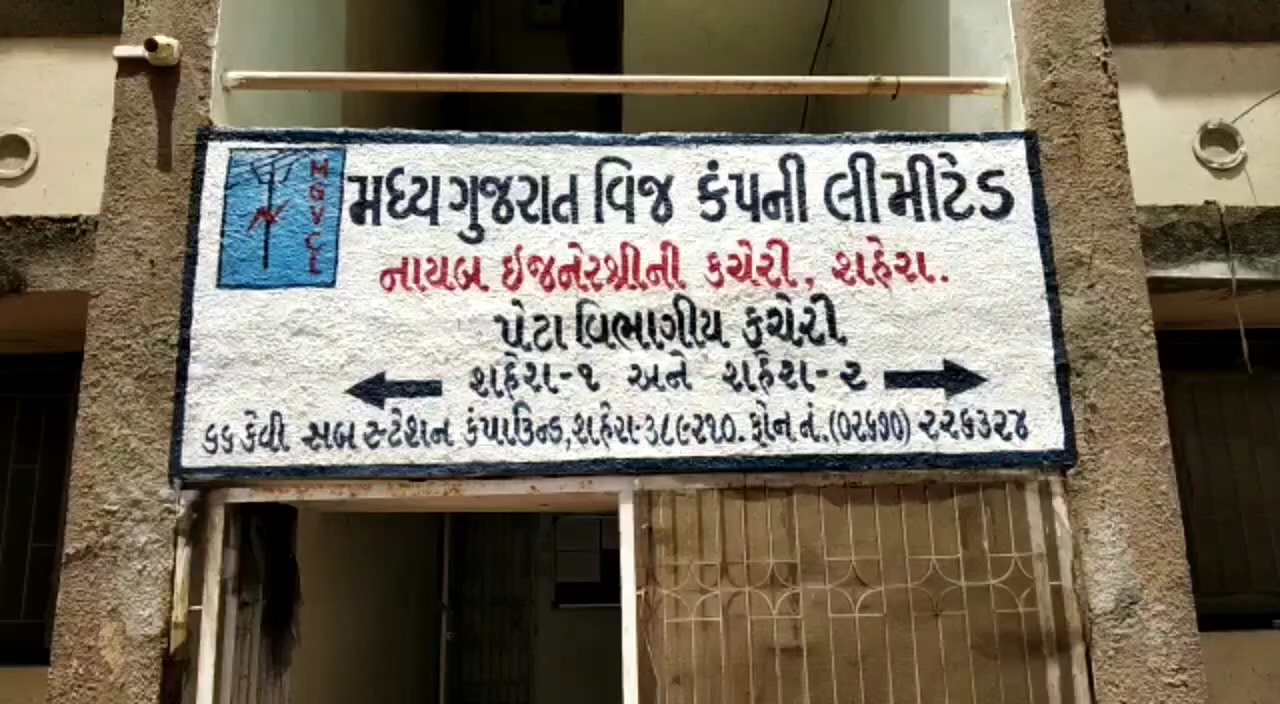 MGVCL
મધ્ય ગુજરાત વિજ કંપની લીમીટેડ
નાયબ ઇજનેરશ્રીની કચેરી, શહેરા.
પેટા વિભાગીય કચેરી
શહેરા-૧ અને શહેરા-૨
૬૬ કેવી સબ સ્ટેશન કંપાઉન્ડ, શહેરા-૩૮૯૨૧૦. ફોન નં. (૦૨૬૭૦) ૨૨૬૩૨૪